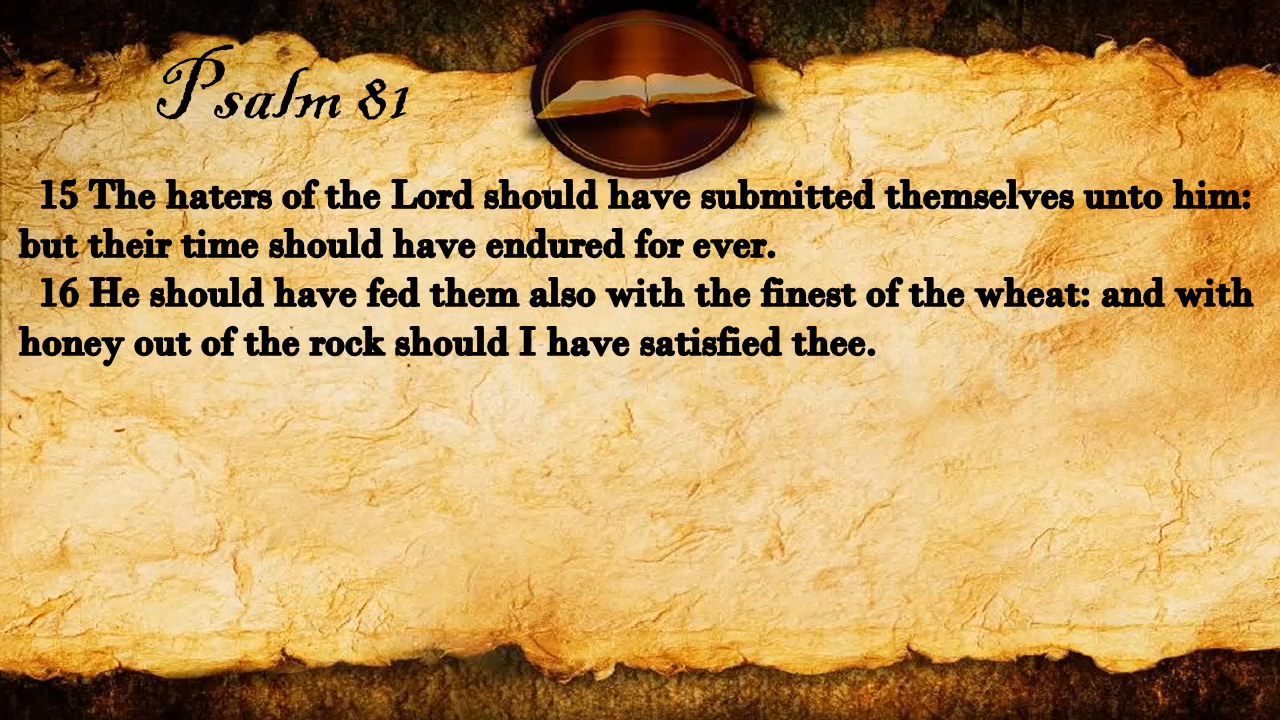 Psalm 81
15 The haters of the Lord should have submitted themselves unto him:
but their time should have endured for ever.
16 He should have fed them also with the finest of the wheat: and with
honey out of the rock should I have satisfied thee.